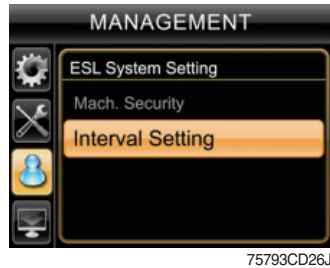 MANAGEMENT
ESL System Setting
Mach. Security
Interval Setting
75793CD26J